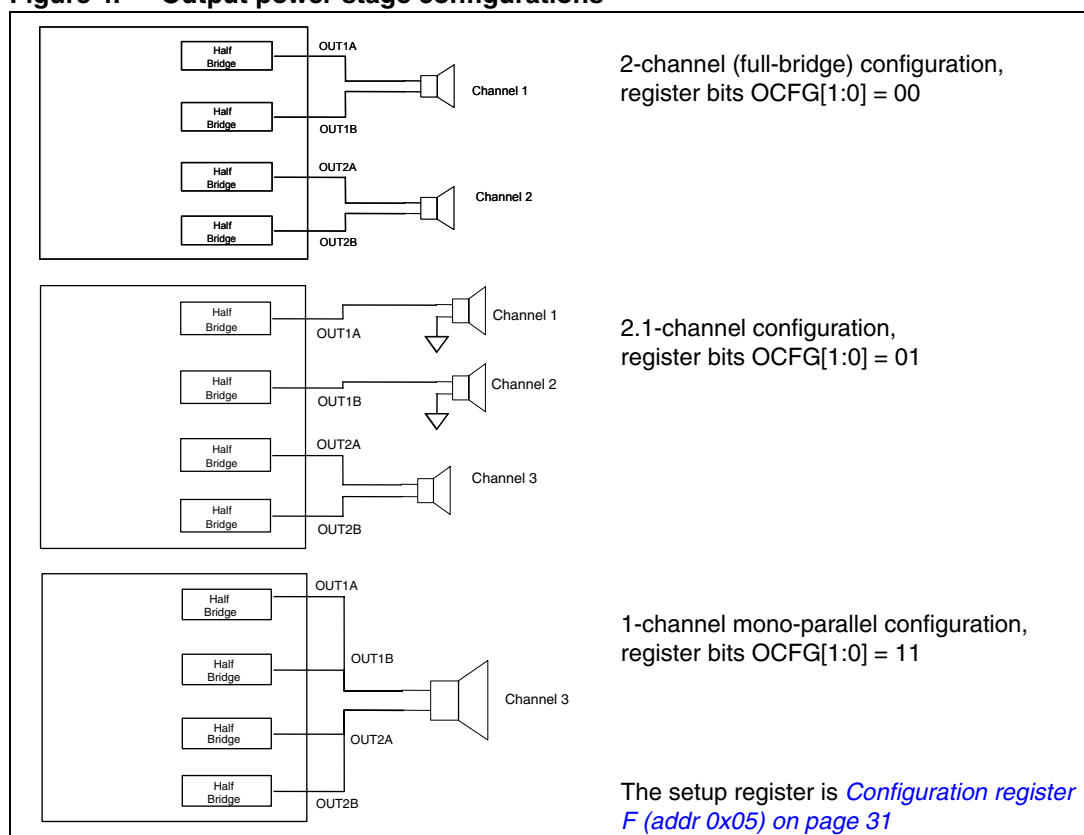 Figure 4. Output power stage configurations
Half
Bridge
OUT1A
Channel 1
Half
Bridge
OUT1B
Half
Bridge
OUT2A
Channel 2
Half
Bridge
OUT2B
2-channel (full-bridge) configuration,
register bits OCFG[1:0] = 00
Half
Bridge
OUT1A
Channel 1
Half
Bridge
OUT1B
Channel 2
Half
Bridge
OUT2A
Channel 3
Half
Bridge
OUT2B
2.1-channel configuration,
register bits OCFG[1:0] = 01
Half
Bridge
OUT1A
Half
Bridge
OUT1B
Channel 3
Half
Bridge
OUT2A
Half
Bridge
OUT2B
1-channel mono-parallel configuration,
register bits OCFG[1:0] = 11
The setup register is Configuration register
F (addr 0x05) on page 31